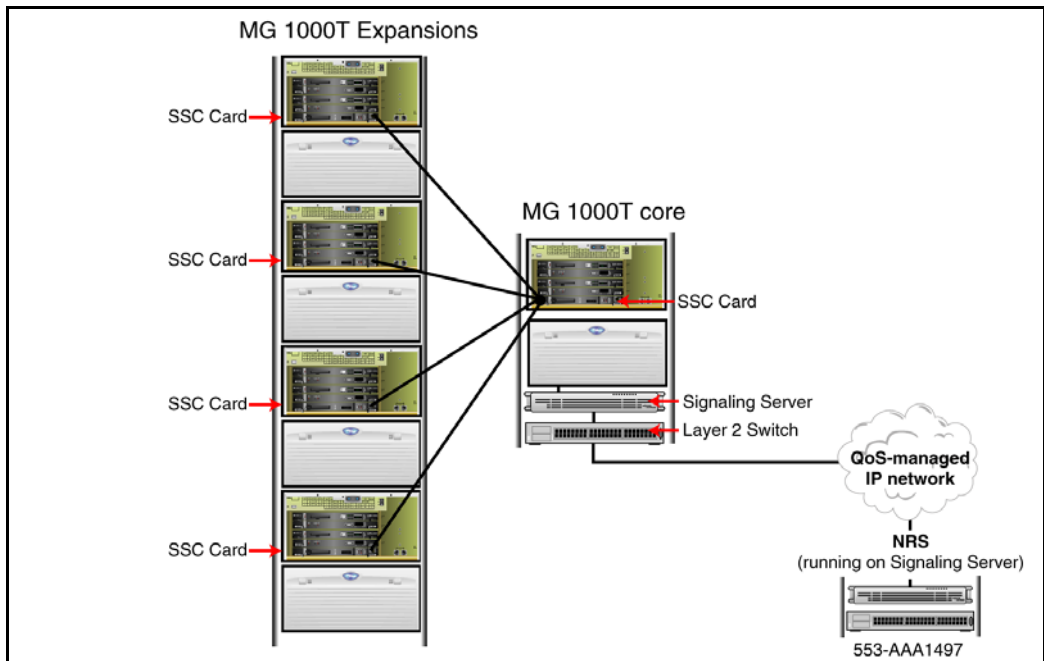 MG 1000T Expansions
SSC Card
SSC Card
SSC Card
SSC Card
MG 1000T core
SSC Card
Signaling Server
Layer 2 Switch
QoS-managed
IP network
NRS
(running on Signaling Server)
553-AAA1497